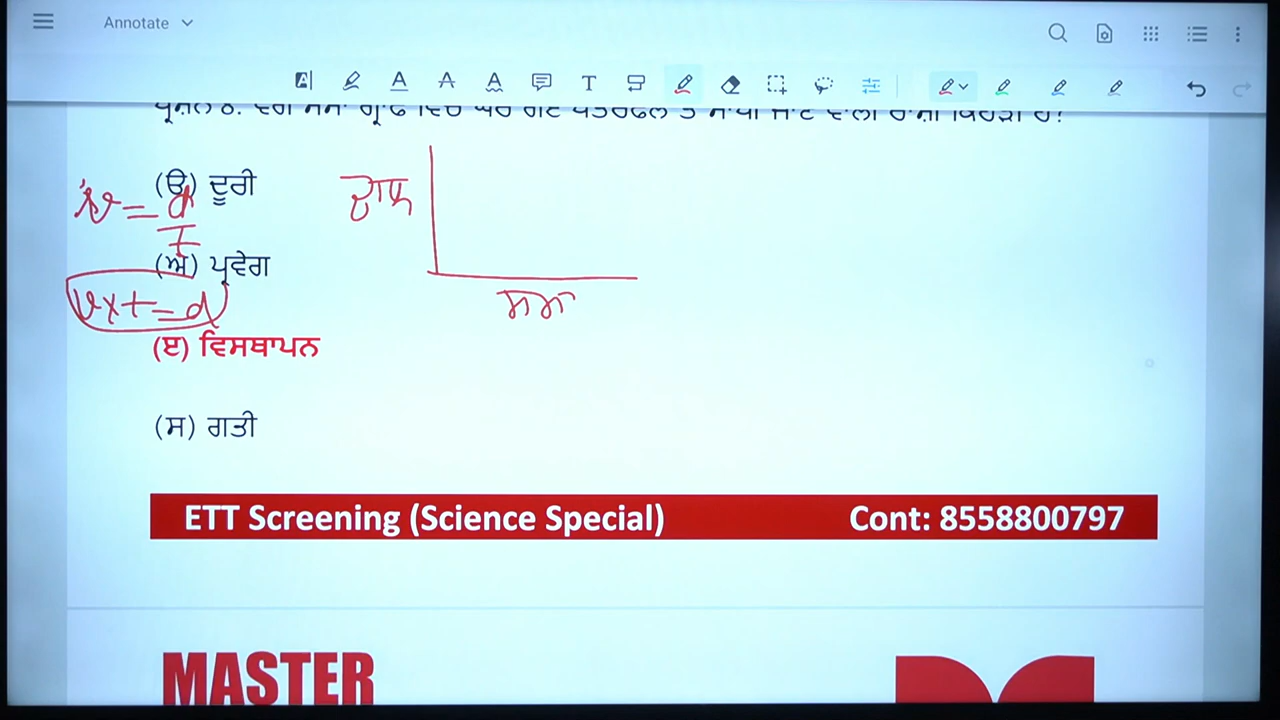 Annotate
(ੳ) ਦੂਰੀ
ਚਾਲ
v = d
t
(ਅ) ਪ੍ਰਵੇਗ
v x t = d
ਸਮਾਂ
(ੲ) ਵਿਸਥਾਪਨ
(ਸ) ਗਤੀ
ETT Screening (Science Special) Cont: 8558800797
MASTER